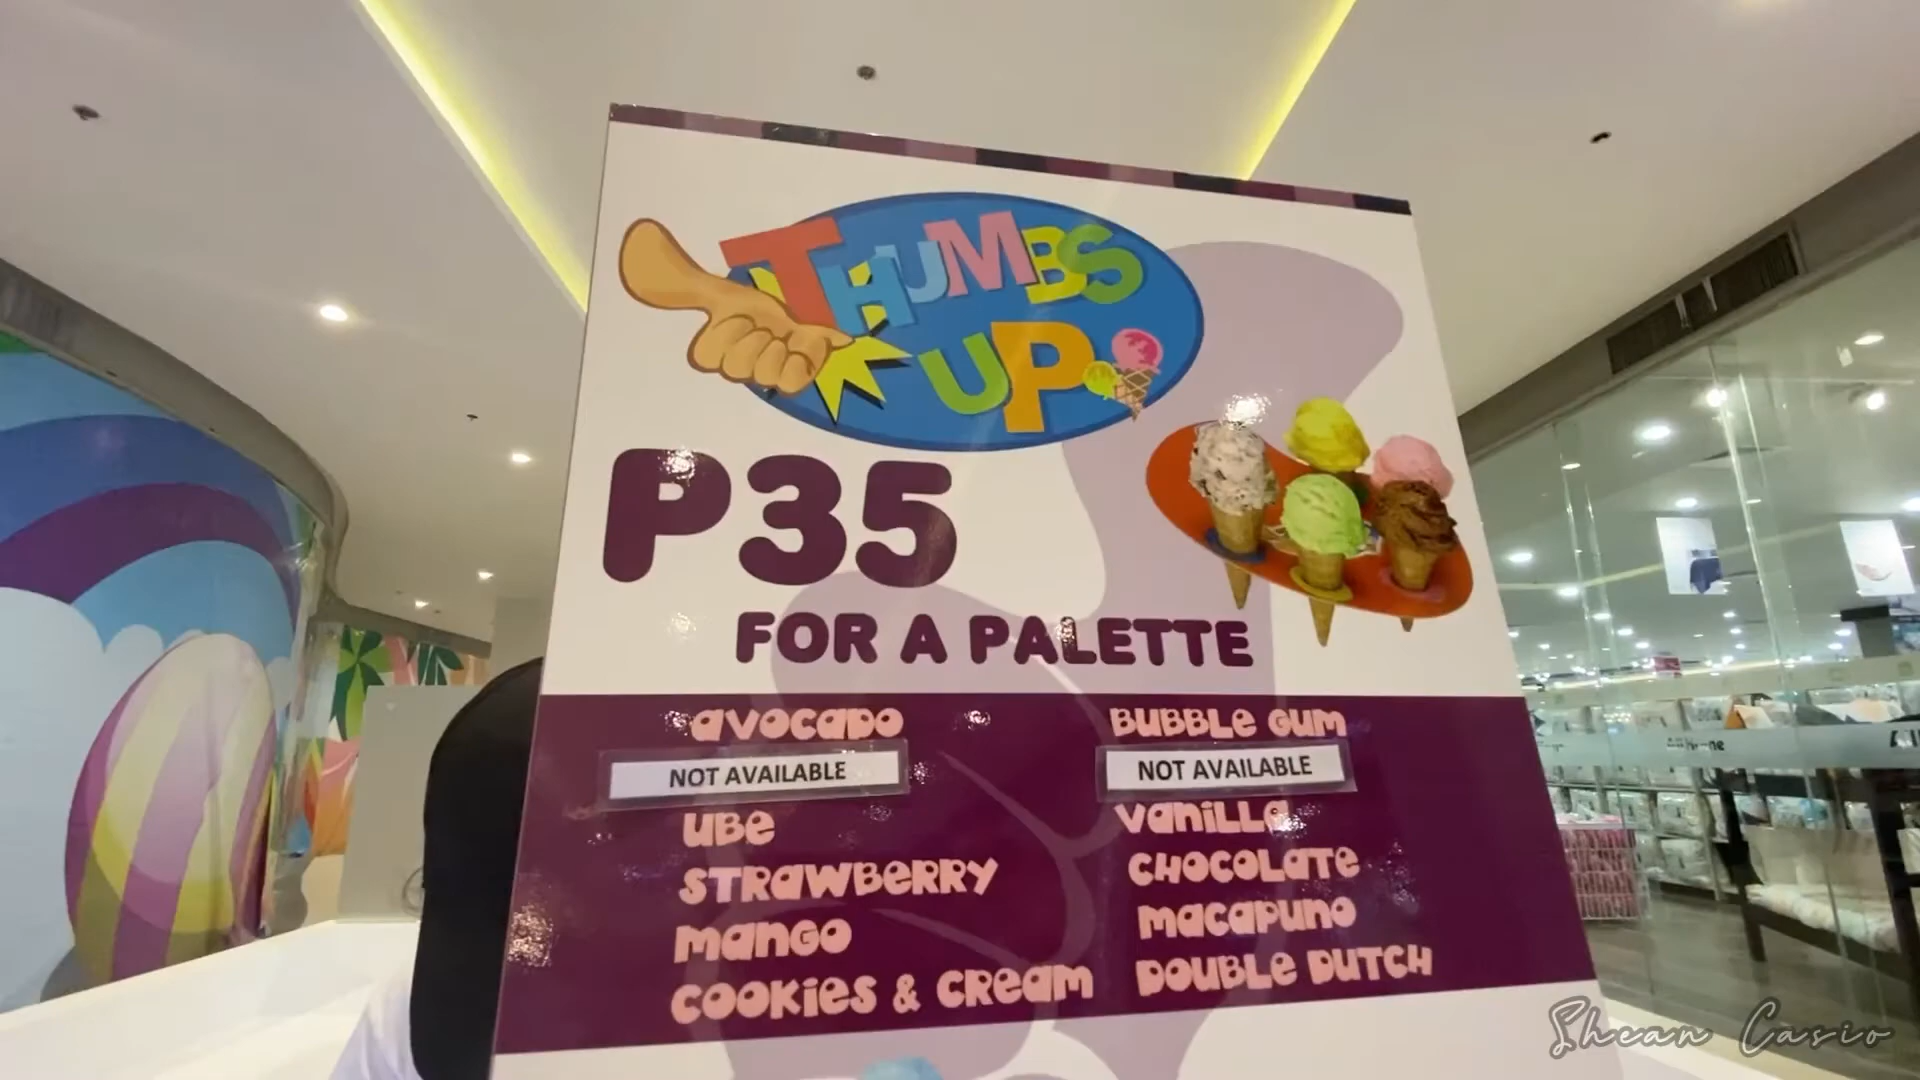 THUMBS
UP
P35
FOR A PALETTE
AVOCADO
NOT AVAILABLE
UBE
STRAWBERRY
MANGO
COOKIES & CREAM
BUBBLE GUM
NOT AVAILABLE
VANILLA
CHOCOLATE
MACAPUNO
DOUBLE DUTCH
Shean Casio